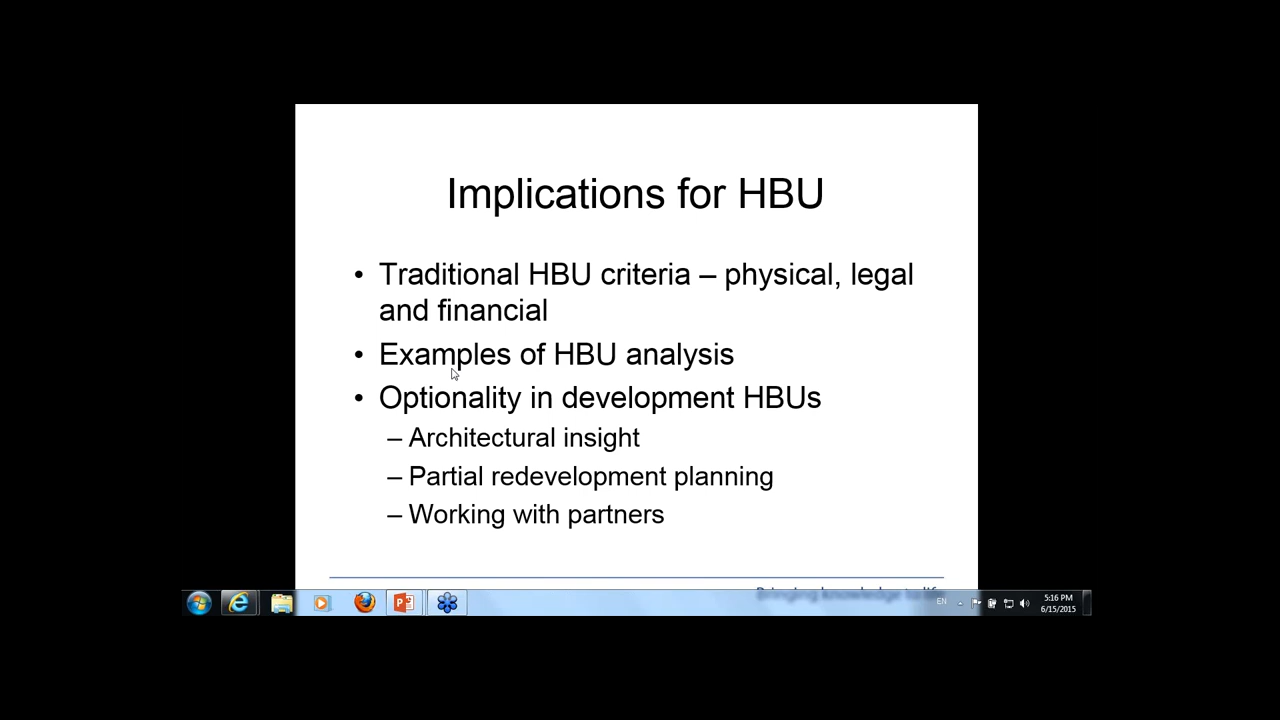 Implications for HBU
• Traditional HBU criteria – physical, legal
and financial
• Examples of HBU analysis
• Optionality in development HBUs
– Architectural insight
– Partial redevelopment planning
– Working with partners
EN
5:16 PM
6/15/2015